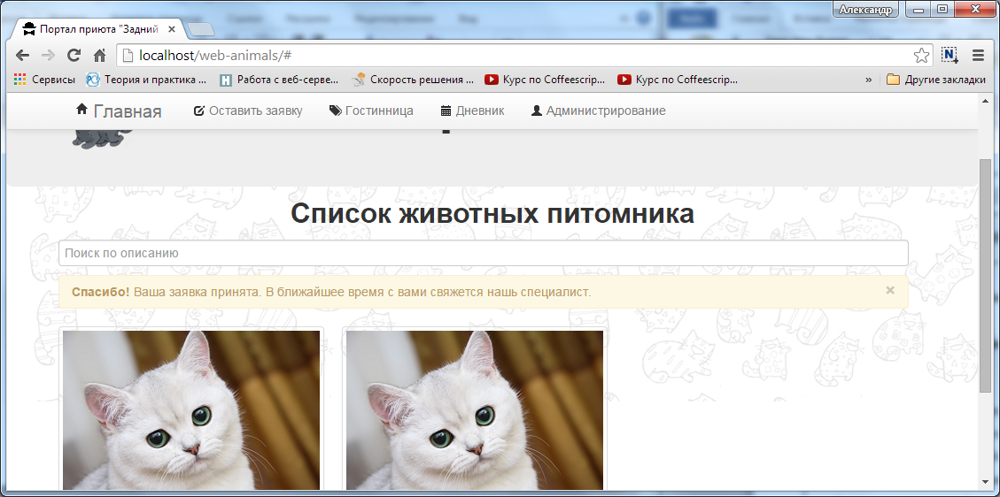 Александр
Портал приюта "Задний
localhost/web-animals/#
Сервисы Теория и практика ... Работа с веб-серве... Скорость решения ... Курс по Coffeescrip... Курс по Coffeescrip... » Другие закладки
Главная Оставить заявку Гостинница Дневник Администрирование
Список животных питомника
Поиск по описанию
Спасибо! Ваша заявка принята. В ближайшее время с вами свяжется нашь специалист. ×